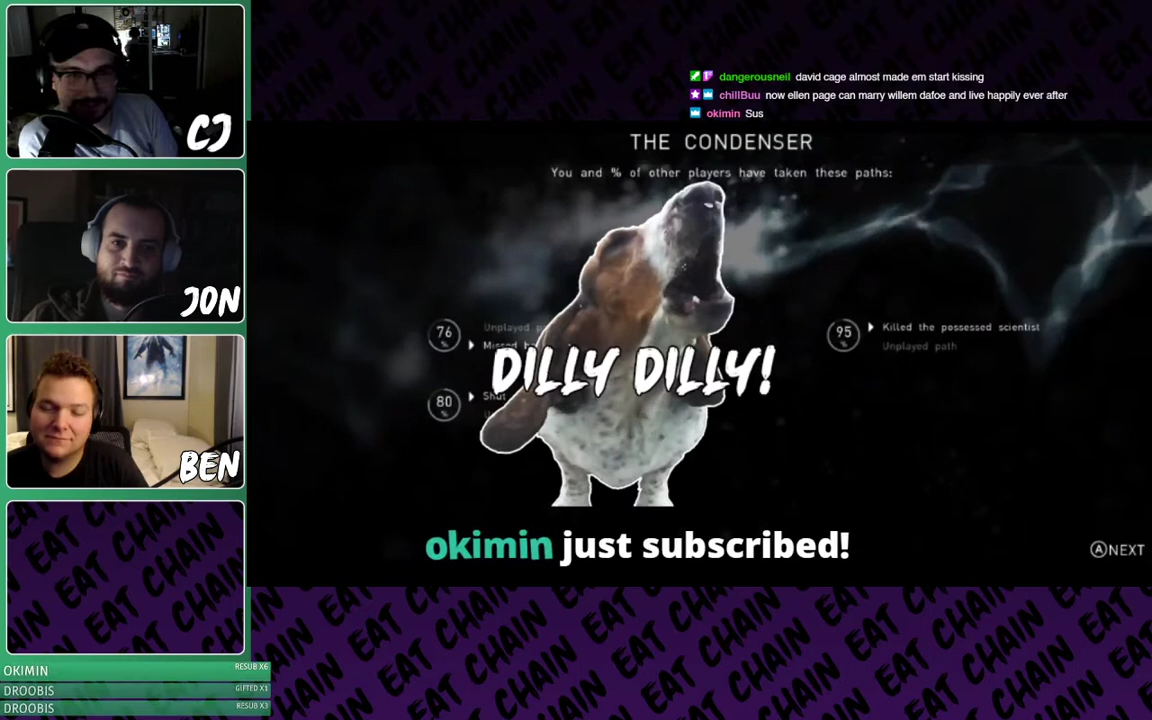 CJ
JON
BEN
dangerousneil david cage almost made em start kissing
chillBuu now ellen page can marry willem dafoe and live happily ever after
okimin Sus
THE CONDENSER
You and % of other players have taken these paths:
76 %
Unplayed
Missed
80 %
Shut
95 %
Killed the possessed scientist
Unplayed path
DILLY DILLY!
okimin just subscribed!
A NEXT
EAT CHAIN
OKIMIN RESUB X6
DROOBIS GIFTED X1
DROOBIS RESUB X3